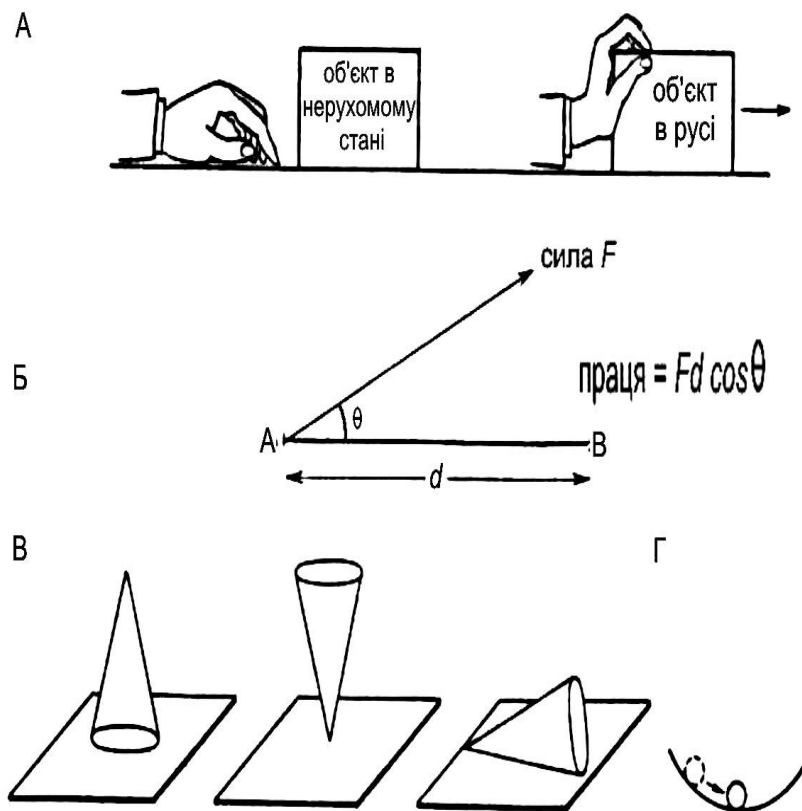 А
об'єкт в
нерухомому
стані
об'єкт
в русі
сила F
Б
праця = Fd cosθ
θ
А
В
d
В
Г